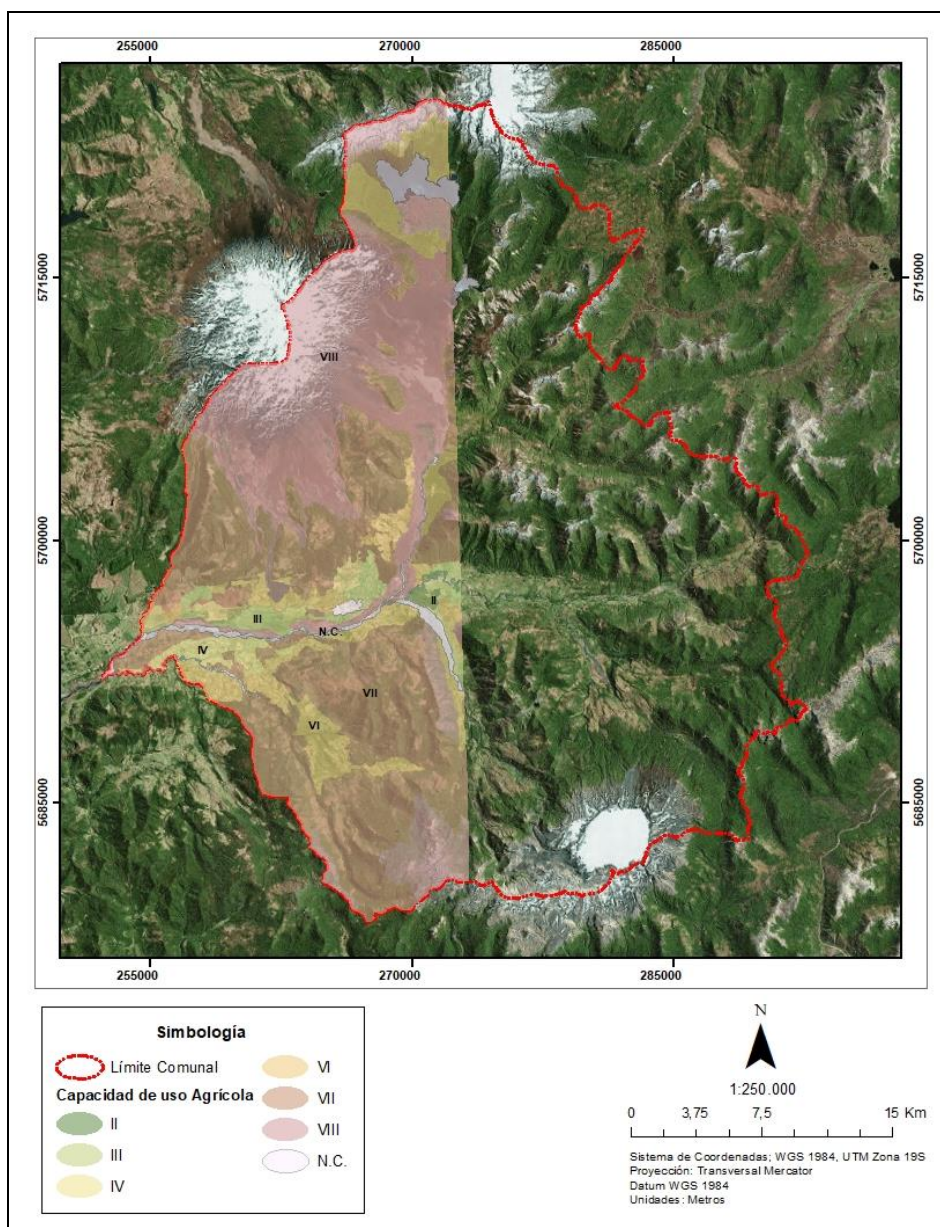 255000 270000 285000
5715000 5715000
5700000 5700000
5685000 5685000
VIII
II
III
N.C.
IV
VII
VI
255000 270000 285000
Simbología
Límite Comunal
Capacidad de uso Agrícola
II
III
IV
VI
VII
VIII
N.C.
N
1:250.000
0 3,75 7,5 15 Km
Sistema de Coordenadas; WGS 1984, UTM Zona 19S
Proyección: Transversal Mercator
Datum WGS 1984
Unidades: Metros